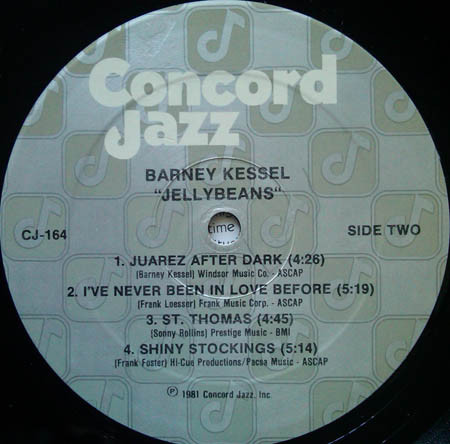 Concord
Jazz
BARNEY KESSEL
"JELLYBEANS"
time
CJ-164
SIDE TWO
1. JUAREZ AFTER DARK (4:26)
(Barney Kessel) Windsor Music Co. - ASCAP
2. I'VE NEVER BEEN IN LOVE BEFORE (5:19)
(Frank Loesser) Frank Music Corp. - ASCAP
3. ST. THOMAS (4:45)
(Sonny Rollins) Prestige Music - BMI
4. SHINY STOCKINGS (5:14)
(Frank Foster) Hi-Cue Productions/Pacsa Music - ASCAP
Ⓟ 1981 Concord Jazz, Inc.